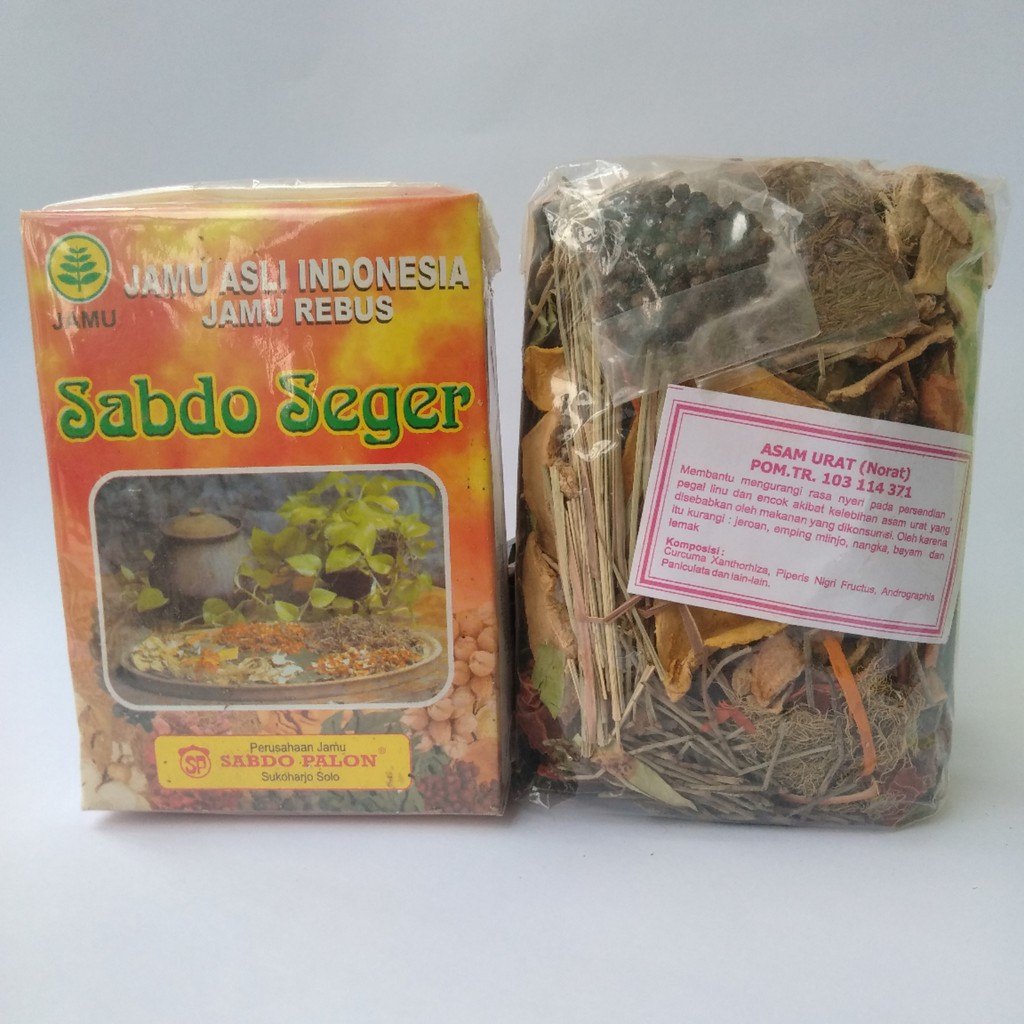 JAMU
JAMU ASLI INDONESIA
JAMU REBUS
Sabdo Seger
SP
Perusahaan Jamu
SABDO PALON®
Sukoharjo Solo
ASAM URAT (Norat)
POM.TR. 103 114 371
Membantu mengurangi rasa nyeri pada persendian ,
pegal linu dan encok akibat kelebihan asam urat yang
disebabkan oleh makanan yang dikonsumsi. Oleh karena
itu kurangi : jeroan, emping mlinjo, nangka, bayam dan
lemak
Komposisi :
Curcuma Xanthorhiza, Piperis Nigri Fructus, Andrographis
Paniculata dan lain-lain.